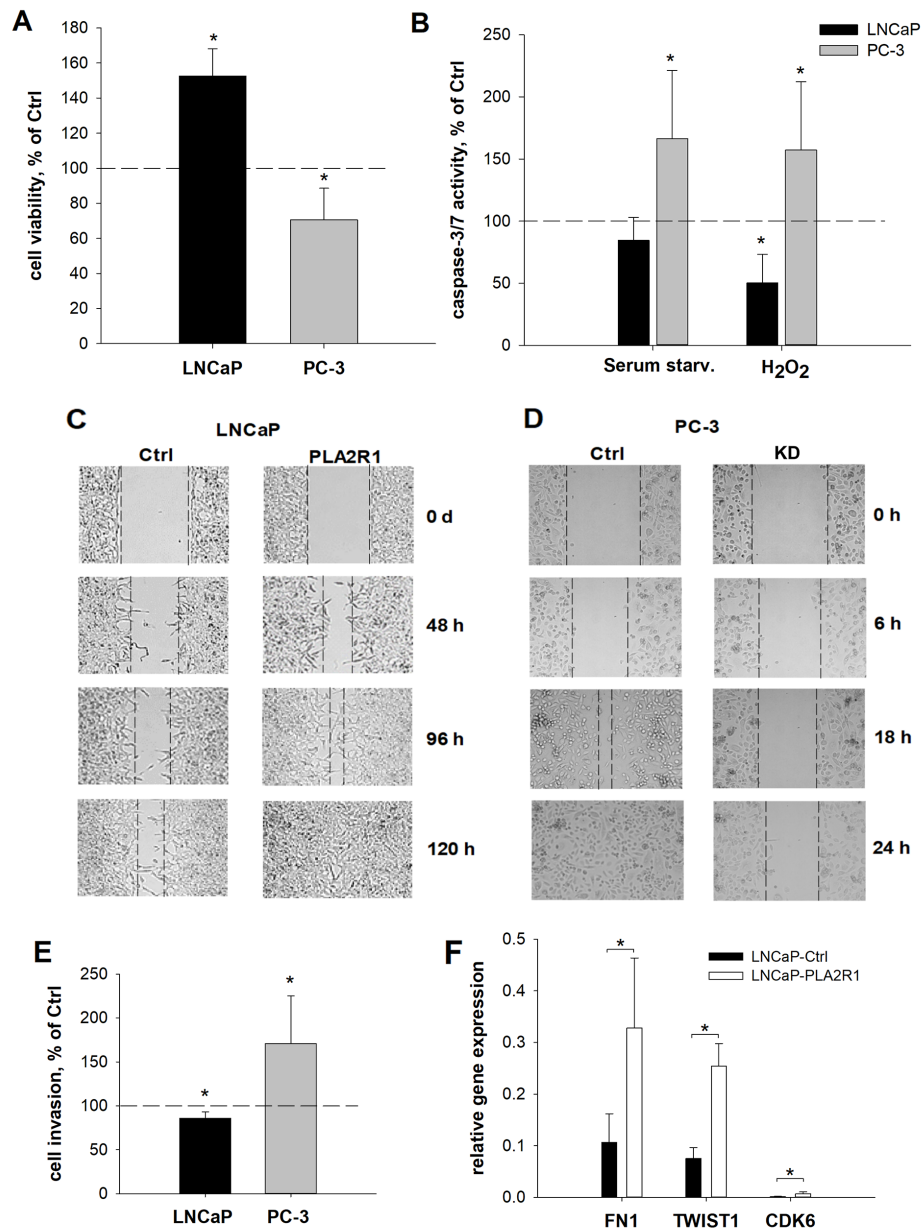 A
cell viability, % of Ctrl
180
160
140
120
100
80
60
40
20
0
*
*
LNCaP
PC-3
B
caspase-3/7 activity, % of Ctrl
250
200
150
100
50
0
LNCaP
PC-3
*
*
*
Serum starv.
H2O2
C
LNCaP
Ctrl
PLA2R1
0 d
48 h
96 h
120 h
D
PC-3
Ctrl
KD
0 h
6 h
18 h
24 h
E
cell invasion, % of Ctrl
250
200
150
100
50
0
*
*
LNCaP
PC-3
F
relative gene expression
0.5
0.4
0.3
0.2
0.1
0.0
LNCaP-Ctrl
LNCaP-PLA2R1
*
*
*
FN1
TWIST1
CDK6